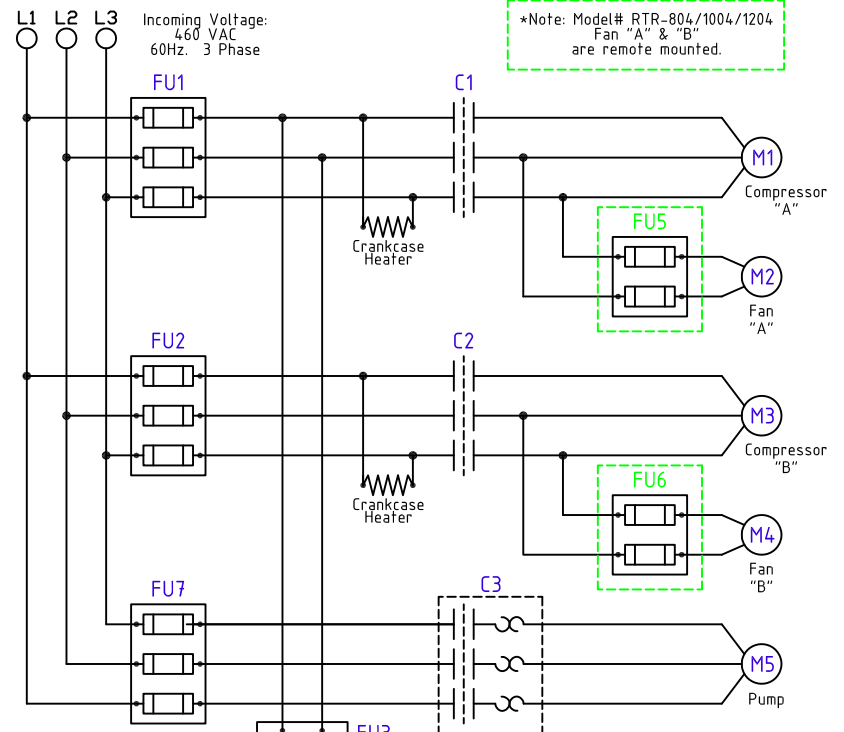 L1 L2 L3
Incoming Voltage:
460 VAC
60Hz. 3 Phase
*Note: Model# RTR-804/1004/1204
Fan "A" & "B"
are remote mounted.
FU1
C1
M1
Compressor
"A"
Crankcase
Heater
FU5
M2
Fan
"A"
FU2
C2
M3
Compressor
"B"
Crankcase
Heater
FU6
M4
Fan
"B"
FU7
C3
M5
Pump
FU3